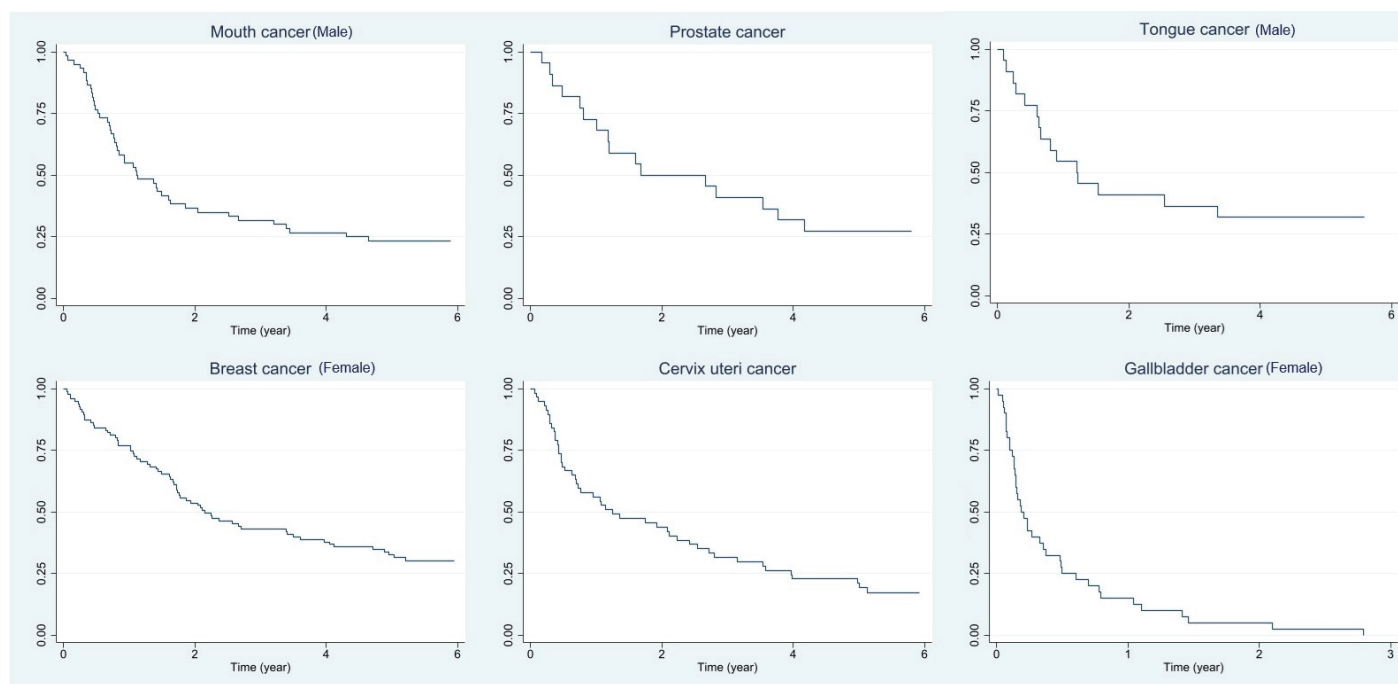 Mouth cancer (Male)
1.00
0.75
0.50
0.25
0.00
0 2 4 6
Time (year)
Prostate cancer
1.00
0.75
0.50
0.25
0.00
0 2 4 6
Time (year)
Tongue cancer (Male)
1.00
0.75
0.50
0.25
0.00
0 2 4 6
Time (year)
Breast cancer (Female)
1.00
0.75
0.50
0.25
0.00
0 2 4 6
Time (year)
Cervix uteri cancer
1.00
0.75
0.50
0.25
0.00
0 2 4 6
Time (year)
Gallbladder cancer (Female)
1.00
0.75
0.50
0.25
0.00
0 1 2 3
Time (year)